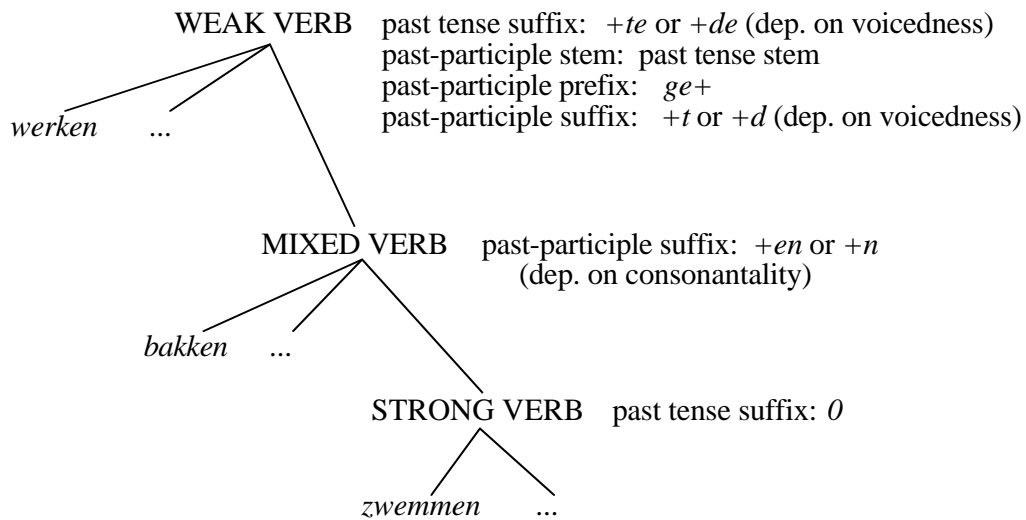 WEAK VERB past tense suffix: +te or +de (dep. on voicedness)
past-participle stem: past tense stem
past-participle prefix: ge+
past-participle suffix: +t or +d (dep. on voicedness)
werken ...
MIXED VERB past-participle suffix: +en or +n
(dep. on consonantality)
bakken ...
STRONG VERB past tense suffix: 0
zwemmen ...